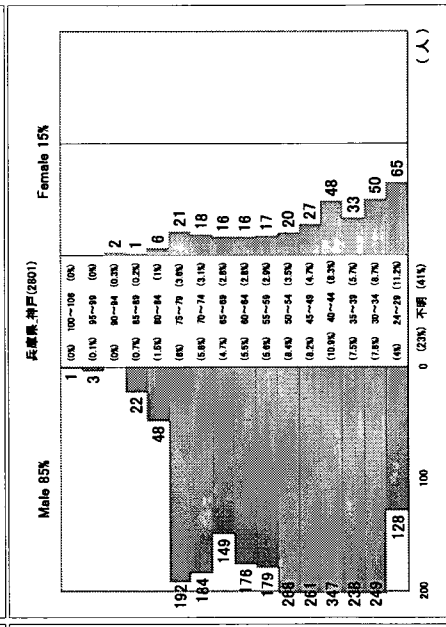 兵庫県_神戸(2801)
Male 85%
Female 15%
1 (0%) 100～106 (0%)
3 (0.1%) 95～99 (0%)
(0%) 90～94 (0.3%) 2
22 (0.7%) 85～89 (0.2%) 1
48 (1.5%) 80～84 (1%) 6
192 (6%) 75～79 (3.6%) 21
184 (5.8%) 70～74 (3.1%) 18
149 (4.7%) 65～69 (2.8%) 16
176 (5.5%) 60～64 (2.8%) 16
179 (5.6%) 55～59 (2.9%) 17
268 (8.4%) 50～54 (3.5%) 20
261 (8.2%) 45～49 (4.7%) 27
347 (10.9%) 40～44 (8.3%) 48
238 (7.5%) 35～39 (5.7%) 33
249 (7.8%) 30～34 (8.7%) 50
128 (4%) 24～29 (11.2%) 65
200 100 0 (23%) 不明 (41%) (人)